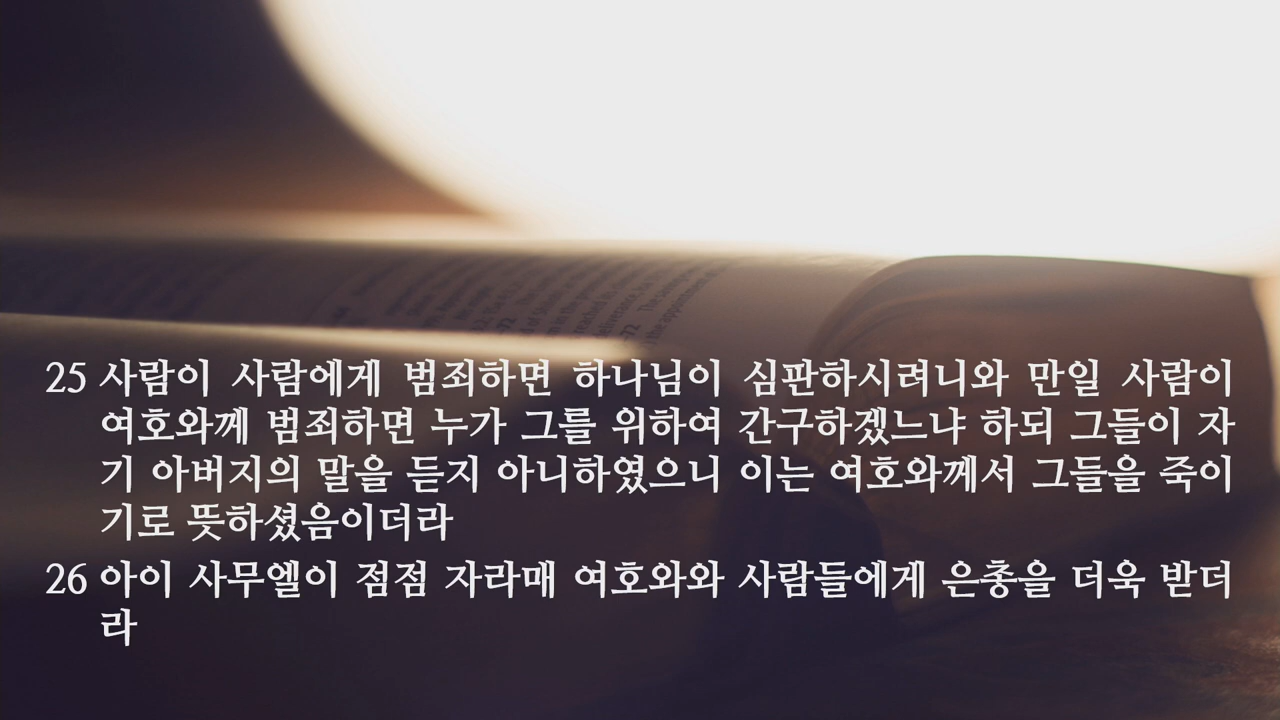 25 사람이 사람에게 범죄하면 하나님이 심판하시려니와 만일 사람이
여호와께 범죄하면 누가 그를 위하여 간구하겠느냐 하되 그들이 자
기 아버지의 말을 듣지 아니하였으니 이는 여호와께서 그들을 죽이
기로 뜻하셨음이더라
26 아이 사무엘이 점점 자라매 여호와와 사람들에게 은총을 더욱 받더
라